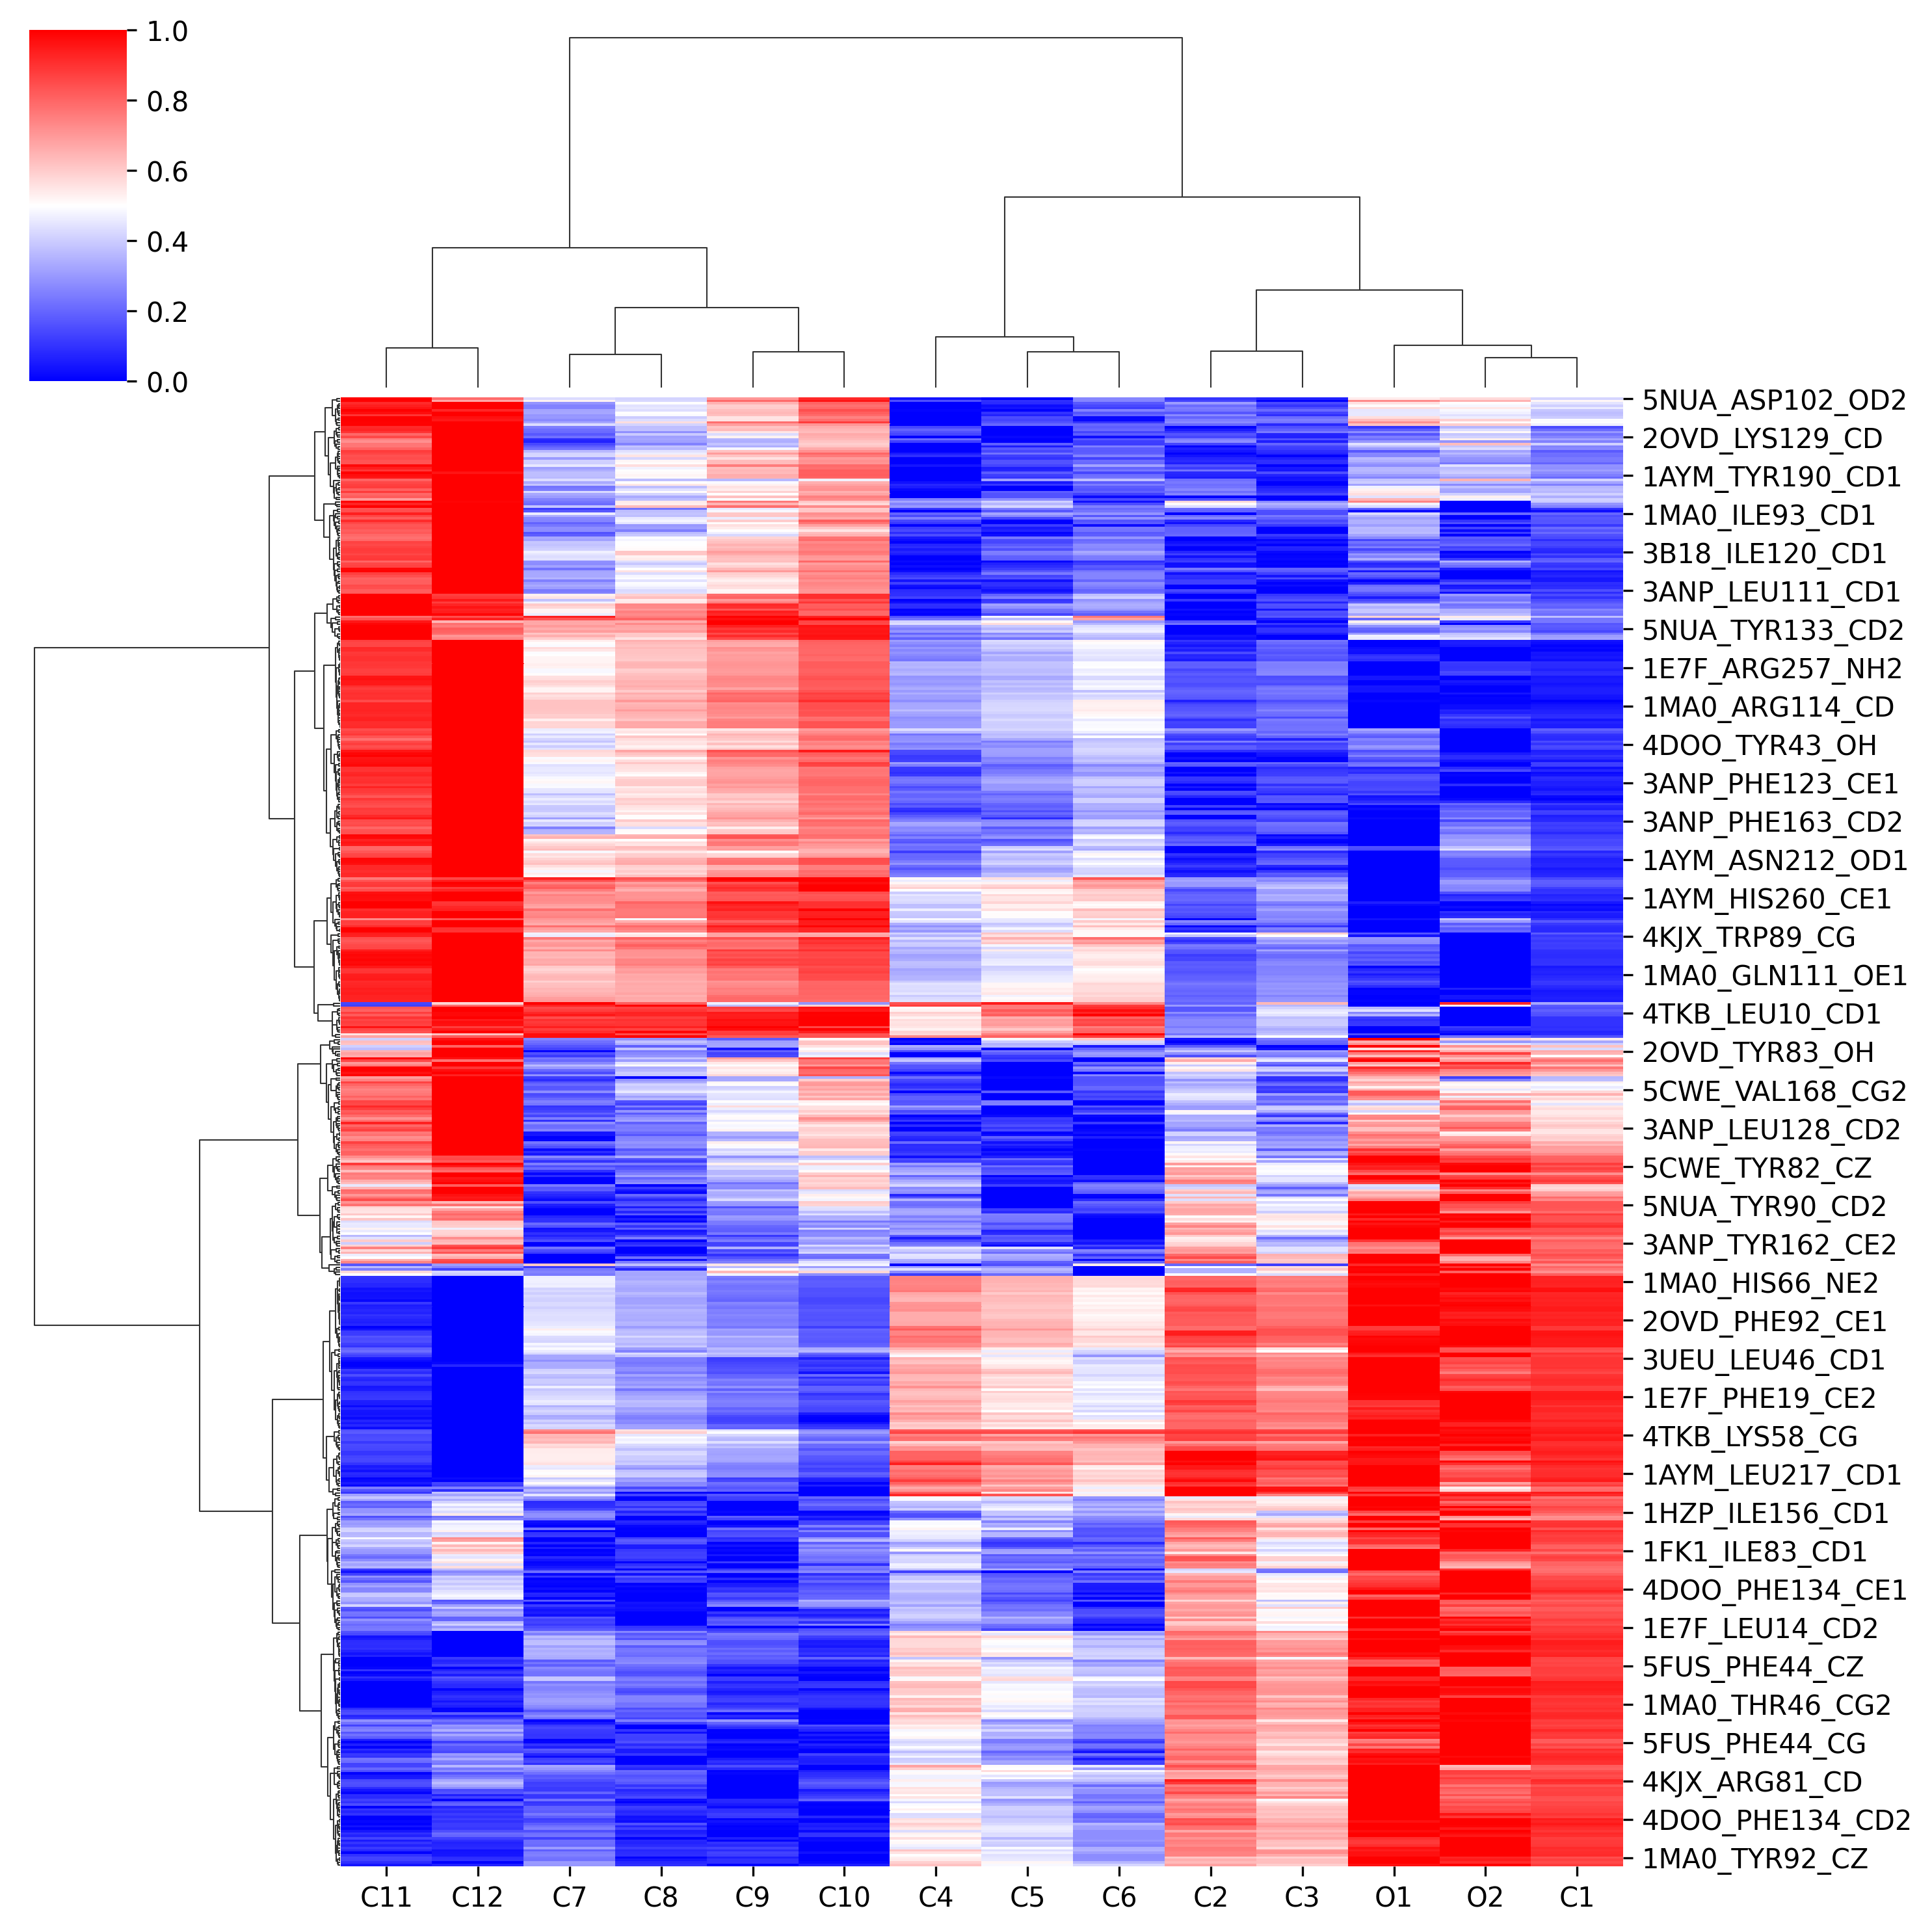 1.0
0.8
0.6
0.4
0.2
0.0
5NUA_ASP102_OD2
2OVD_LYS129_CD
1AYM_TYR190_CD1
1MA0_ILE93_CD1
3B18_ILE120_CD1
3ANP_LEU111_CD1
5NUA_TYR133_CD2
1E7F_ARG257_NH2
1MA0_ARG114_CD
4DOO_TYR43_OH
3ANP_PHE123_CE1
3ANP_PHE163_CD2
1AYM_ASN212_OD1
1AYM_HIS260_CE1
4KJX_TRP89_CG
1MA0_GLN111_OE1
4TKB_LEU10_CD1
2OVD_TYR83_OH
5CWE_VAL168_CG2
3ANP_LEU128_CD2
5CWE_TYR82_CZ
5NUA_TYR90_CD2
3ANP_TYR162_CE2
1MA0_HIS66_NE2
2OVD_PHE92_CE1
3UEU_LEU46_CD1
1E7F_PHE19_CE2
4TKB_LYS58_CG
1AYM_LEU217_CD1
1HZP_ILE156_CD1
1FK1_ILE83_CD1
4DOO_PHE134_CE1
1E7F_LEU14_CD2
5FUS_PHE44_CZ
1MA0_THR46_CG2
5FUS_PHE44_CG
4KJX_ARG81_CD
4DOO_PHE134_CD2
1MA0_TYR92_CZ
C11 C12 C7 C8 C9 C10 C4 C5 C6 C2 C3 O1 O2 C1